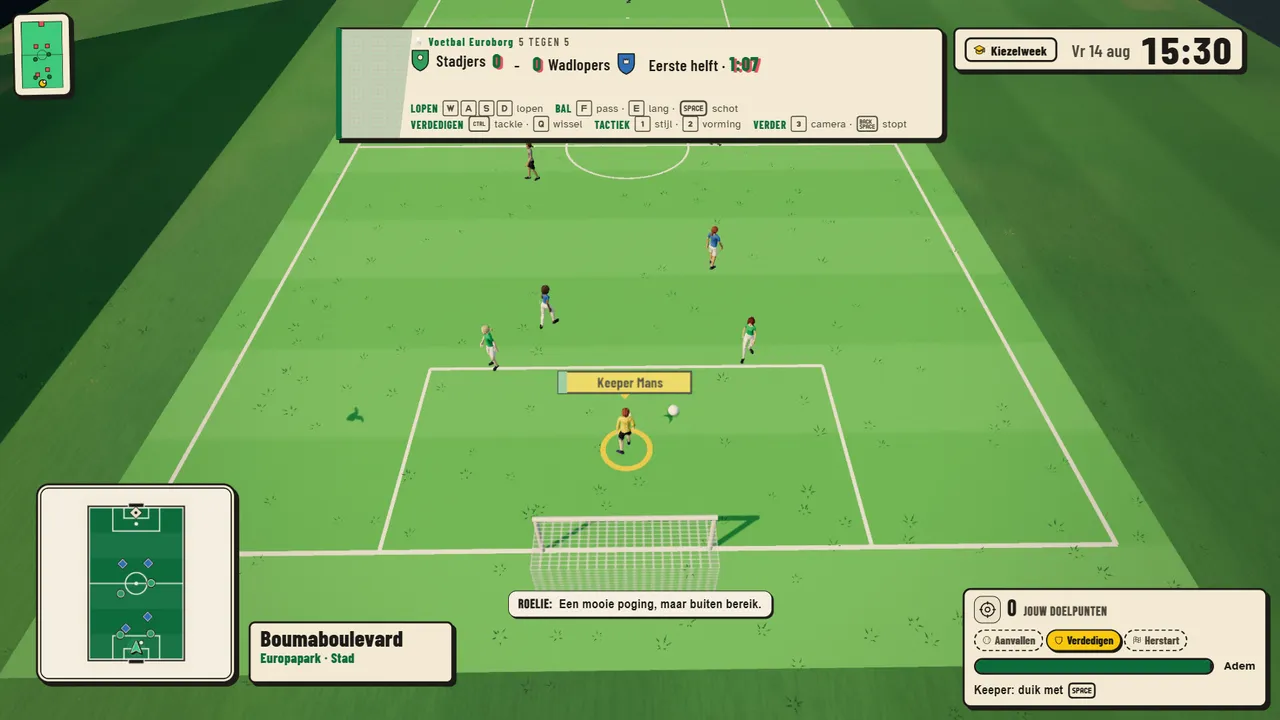 Voetbal Euroborg 5 TEGEN 5
Stadjers 0 - 0 Wadlopers Eerste helft · 1:07
LOPEN W A S D lopen BAL F pass · E lang · SPACE schot
VERDEDIGEN CTRL tackle · Q wissel TACTIEK 1 stijl · 2 vorming VERDER 3 camera · BACK SPACE stopt
Kiezelweek Vr 14 aug 15:30
Keeper Mans
ROELIE: Een mooie poging, maar buiten bereik.
Boumaboulevard
Europapark · Stad
0 JOUW DOELPUNTEN
Aanvallen Verdedigen Herstart
Adem
Keeper: duik met SPACE